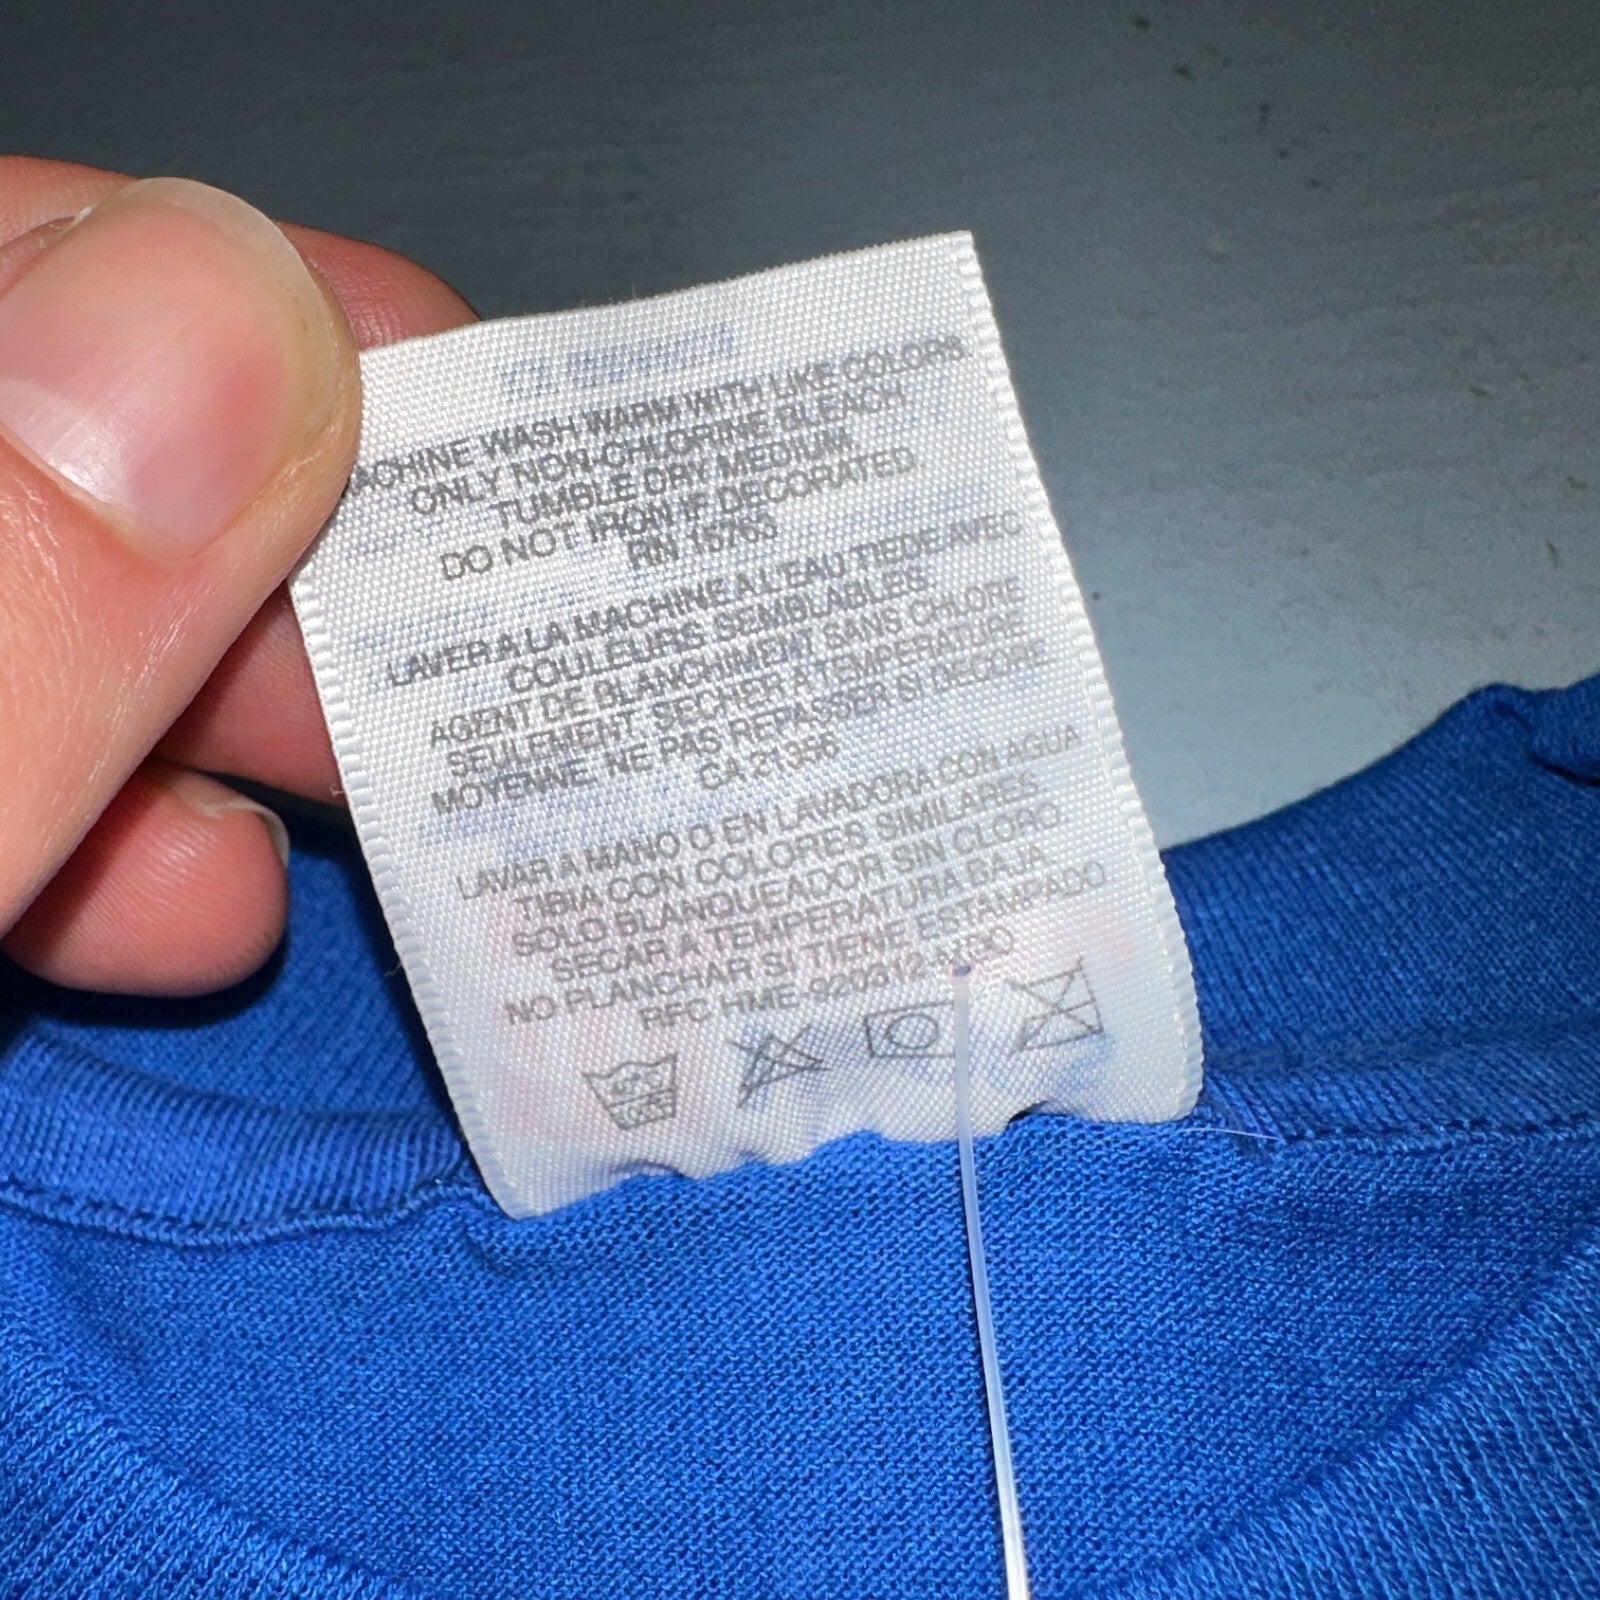 MACHINE WASH WARM WITH LIKE COLORS.
ONLY NON-CHLORINE BLEACH
TUMBLE DRY MEDIUM.
DO NOT IRON IF DECORATED
RN 15763
LAVER A LA MACHINE A L'EAU TIEDE AVEC
COULEURS SEMBLABLES.
AGENT DE BLANCHIMENT SANS CHLORE
SEULEMENT. SECHER A TEMPERATURE
MOYENNE. NE PAS REPASSER SI DECORE
CA 21356
LAVAR A MANO O EN LAVADORA CON AGUA
TIBIA CON COLORES SIMILARES
SOLO BLANQUEADOR SIN CLORO.
SECAR A TEMPERATURA BAJA.
NO PLANCHAR SI TIENE ESTAMPADO
RFC HME-920312